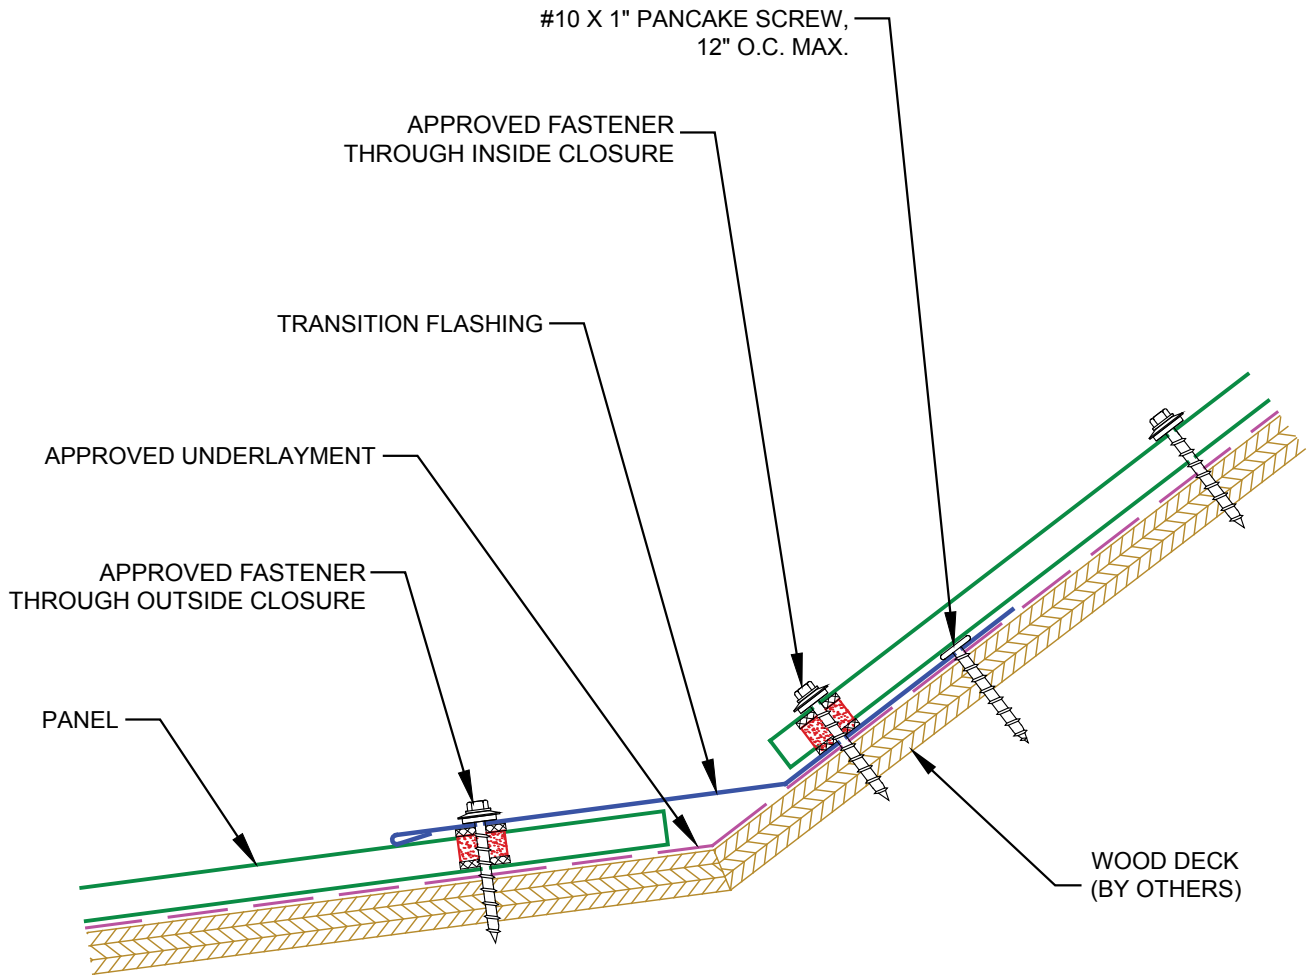 #10 X 1" PANCAKE SCREW,
12" O.C. MAX.
APPROVED FASTENER
THROUGH INSIDE CLOSURE
TRANSITION FLASHING
APPROVED UNDERLAYMENT
APPROVED FASTENER
THROUGH OUTSIDE CLOSURE
PANEL
WOOD DECK
(BY OTHERS)